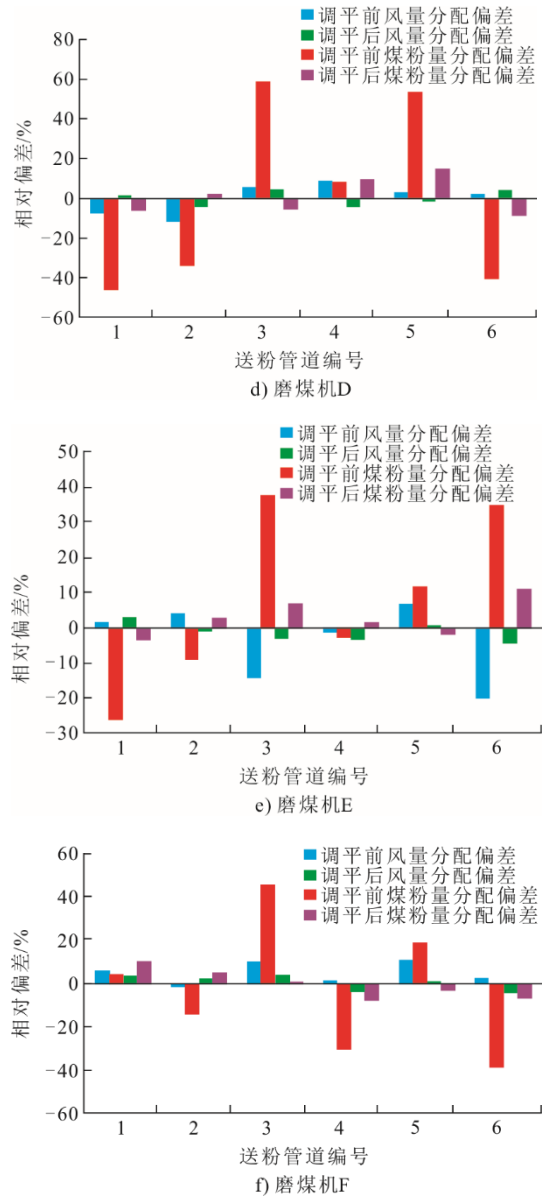 调平前风量分配偏差
调平后风量分配偏差
调平前煤粉量分配偏差
调平后煤粉量分配偏差
相对偏差/%
80
60
40
20
0
−20
−40
−60
1 2 3 4 5 6
送粉管道编号
d) 磨煤机D
调平前风量分配偏差
调平后风量分配偏差
调平前煤粉量分配偏差
调平后煤粉量分配偏差
相对偏差/%
50
40
30
20
10
0
−10
−20
−30
1 2 3 4 5 6
送粉管道编号
e) 磨煤机E
调平前风量分配偏差
调平后风量分配偏差
调平前煤粉量分配偏差
调平后煤粉量分配偏差
相对偏差/%
60
40
20
0
−20
−40
−60
1 2 3 4 5 6
送粉管道编号
f) 磨煤机F